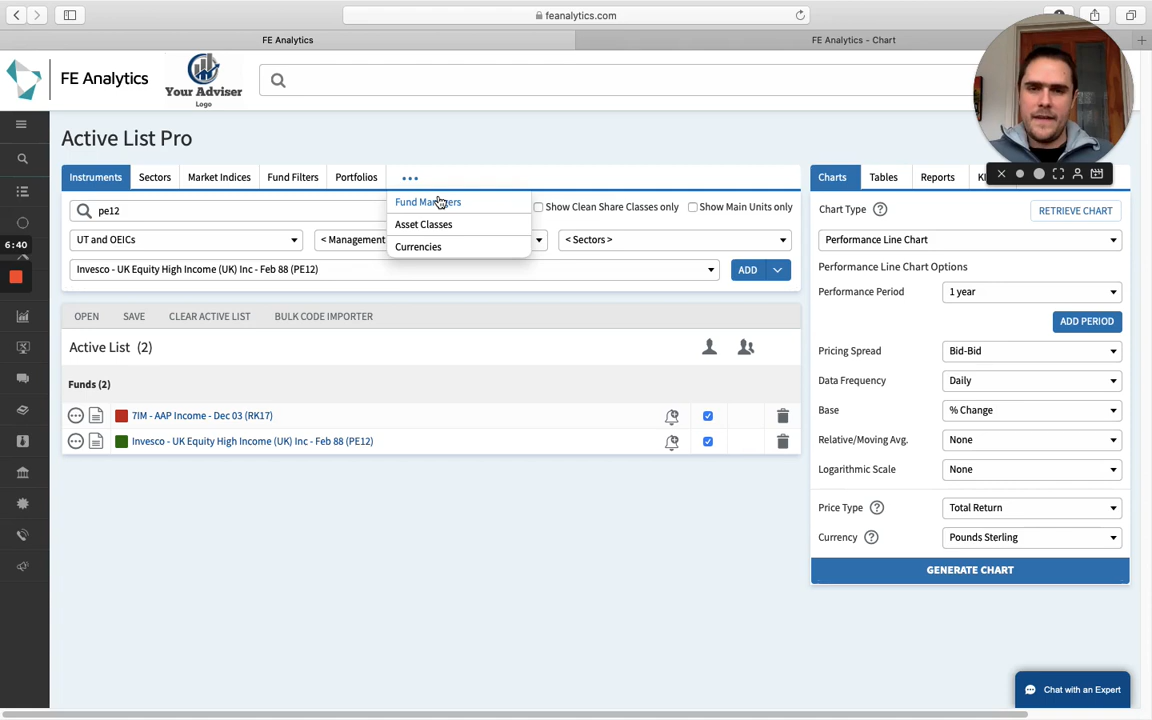 feanalytics.com
FE Analytics
FE Analytics - Chart
FE Analytics
Your Adviser
Logo
Active List Pro
Instruments
Sectors
Market Indices
Fund Filters
Portfolios
...
Fund Managers
Asset Classes
Currencies
pe12
Show Clean Share Classes only
Show Main Units only
UT and OEICs
< Management
< Sectors >
Invesco - UK Equity High Income (UK) Inc - Feb 88 (PE12)
ADD
OPEN
SAVE
CLEAR ACTIVE LIST
BULK CODE IMPORTER
Active List (2)
Funds (2)
7IM - AAP Income - Dec 03 (RK17)
Invesco - UK Equity High Income (UK) Inc - Feb 88 (PE12)
6:40
Charts
Tables
Reports
Chart Type ?
RETRIEVE CHART
Performance Line Chart
Performance Line Chart Options
Performance Period
1 year
ADD PERIOD
Pricing Spread
Bid-Bid
Data Frequency
Daily
Base
% Change
Relative/Moving Avg.
None
Logarithmic Scale
None
Price Type ?
Total Return
Currency ?
Pounds Sterling
GENERATE CHART
Chat with an Expert